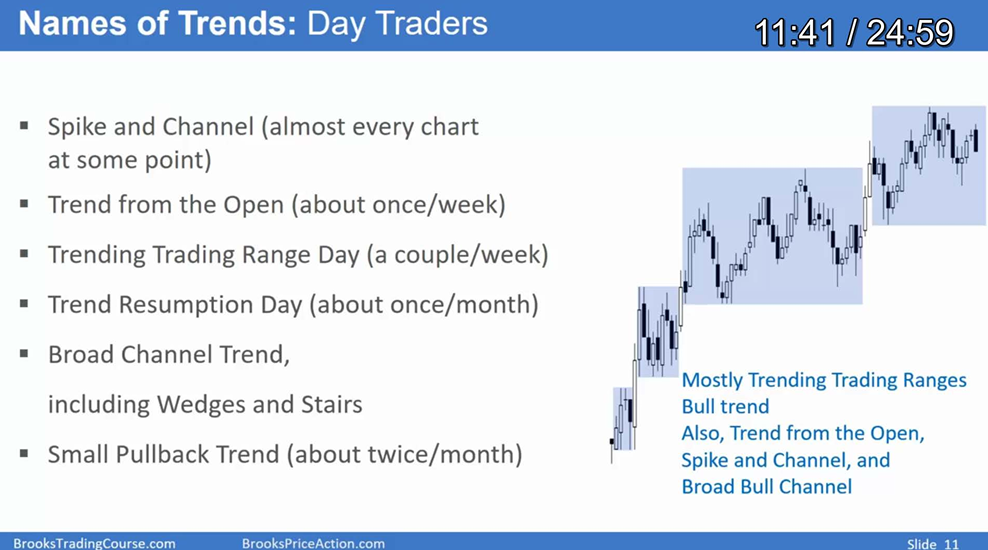 Names of Trends: Day Traders
11:41 / 24:59
▪ Spike and Channel (almost every chart
at some point)
▪ Trend from the Open (about once/week)
▪ Trending Trading Range Day (a couple/week)
▪ Trend Resumption Day (about once/month)
▪ Broad Channel Trend,
including Wedges and Stairs
▪ Small Pullback Trend (about twice/month)
Mostly Trending Trading Ranges
Bull trend
Also, Trend from the Open,
Spike and Channel, and
Broad Bull Channel
BrooksTradingCourse.com BrooksPriceAction.com Slide 11